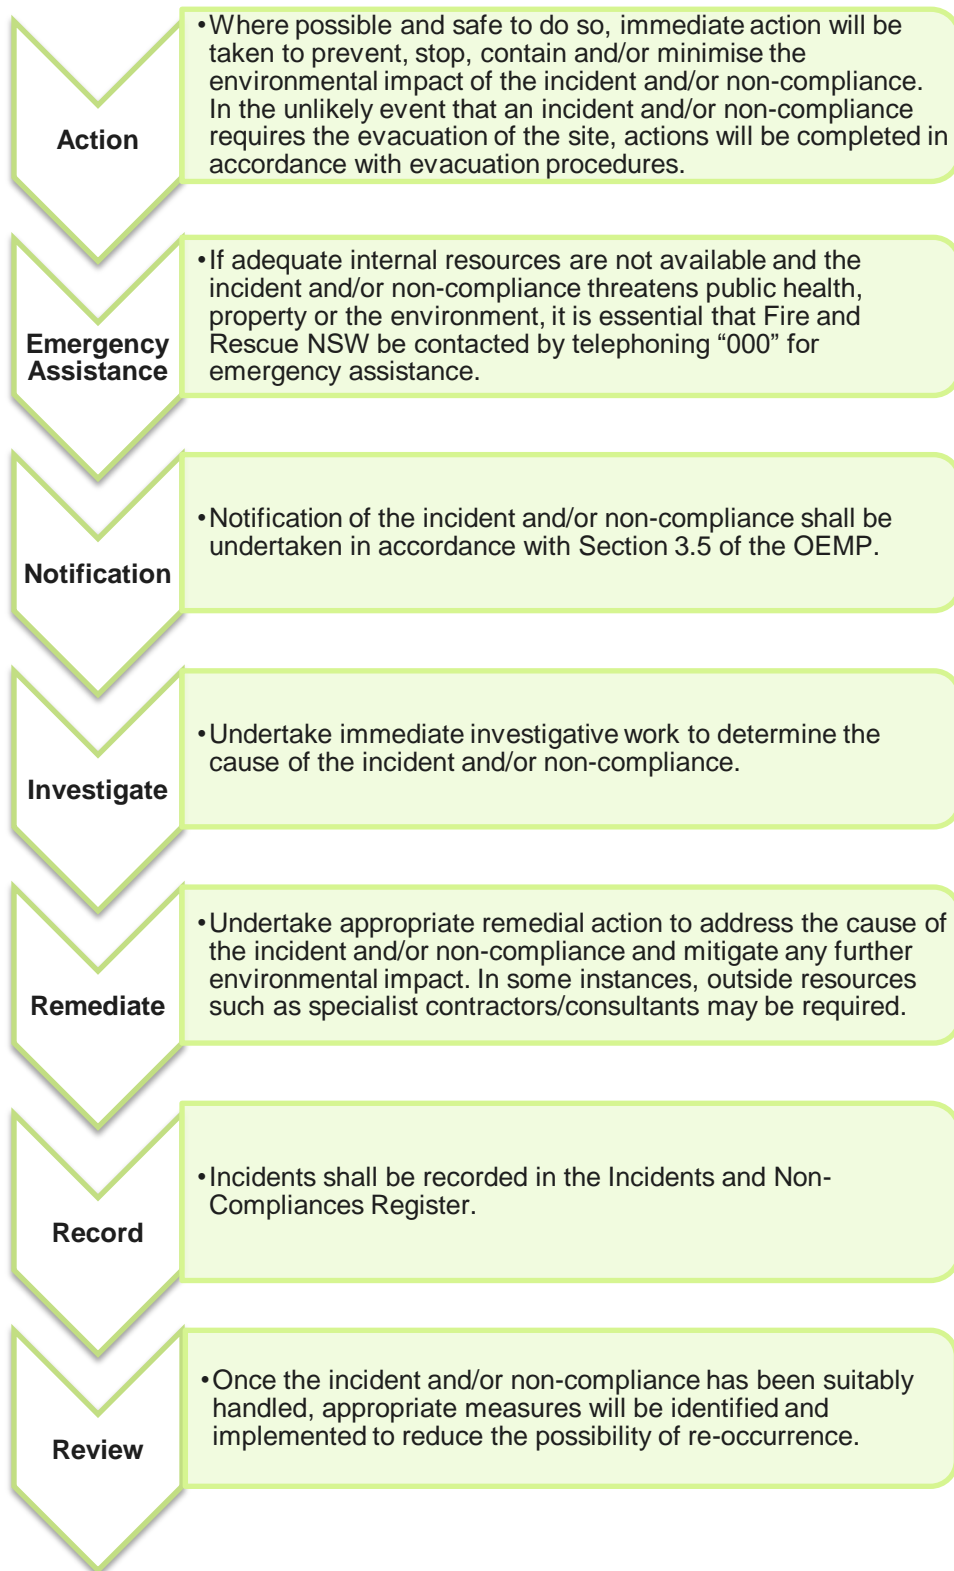 •Where possible and safe to do so, immediate action will be
taken to prevent, stop, contain and/or minimise the
environmental impact of the incident and/or non-compliance.
In the unlikely event that an incident and/or non-compliance
requires the evacuation of the site, actions will be completed in
accordance with evacuation procedures.
Action
•If adequate internal resources are not available and the
incident and/or non-compliance threatens public health,
property or the environment, it is essential that Fire and
Rescue NSW be contacted by telephoning “000” for
emergency assistance.
Emergency
Assistance
•Notification of the incident and/or non-compliance shall be
undertaken in accordance with Section 3.5 of the OEMP.
Notification
•Undertake immediate investigative work to determine the
cause of the incident and/or non-compliance.
Investigate
•Undertake appropriate remedial action to address the cause of
the incident and/or non-compliance and mitigate any further
environmental impact. In some instances, outside resources
such as specialist contractors/consultants may be required.
Remediate
•Incidents shall be recorded in the Incidents and Non-
Compliances Register.
Record
•Once the incident and/or non-compliance has been suitably
handled, appropriate measures will be identified and
implemented to reduce the possibility of re-occurrence.
Review